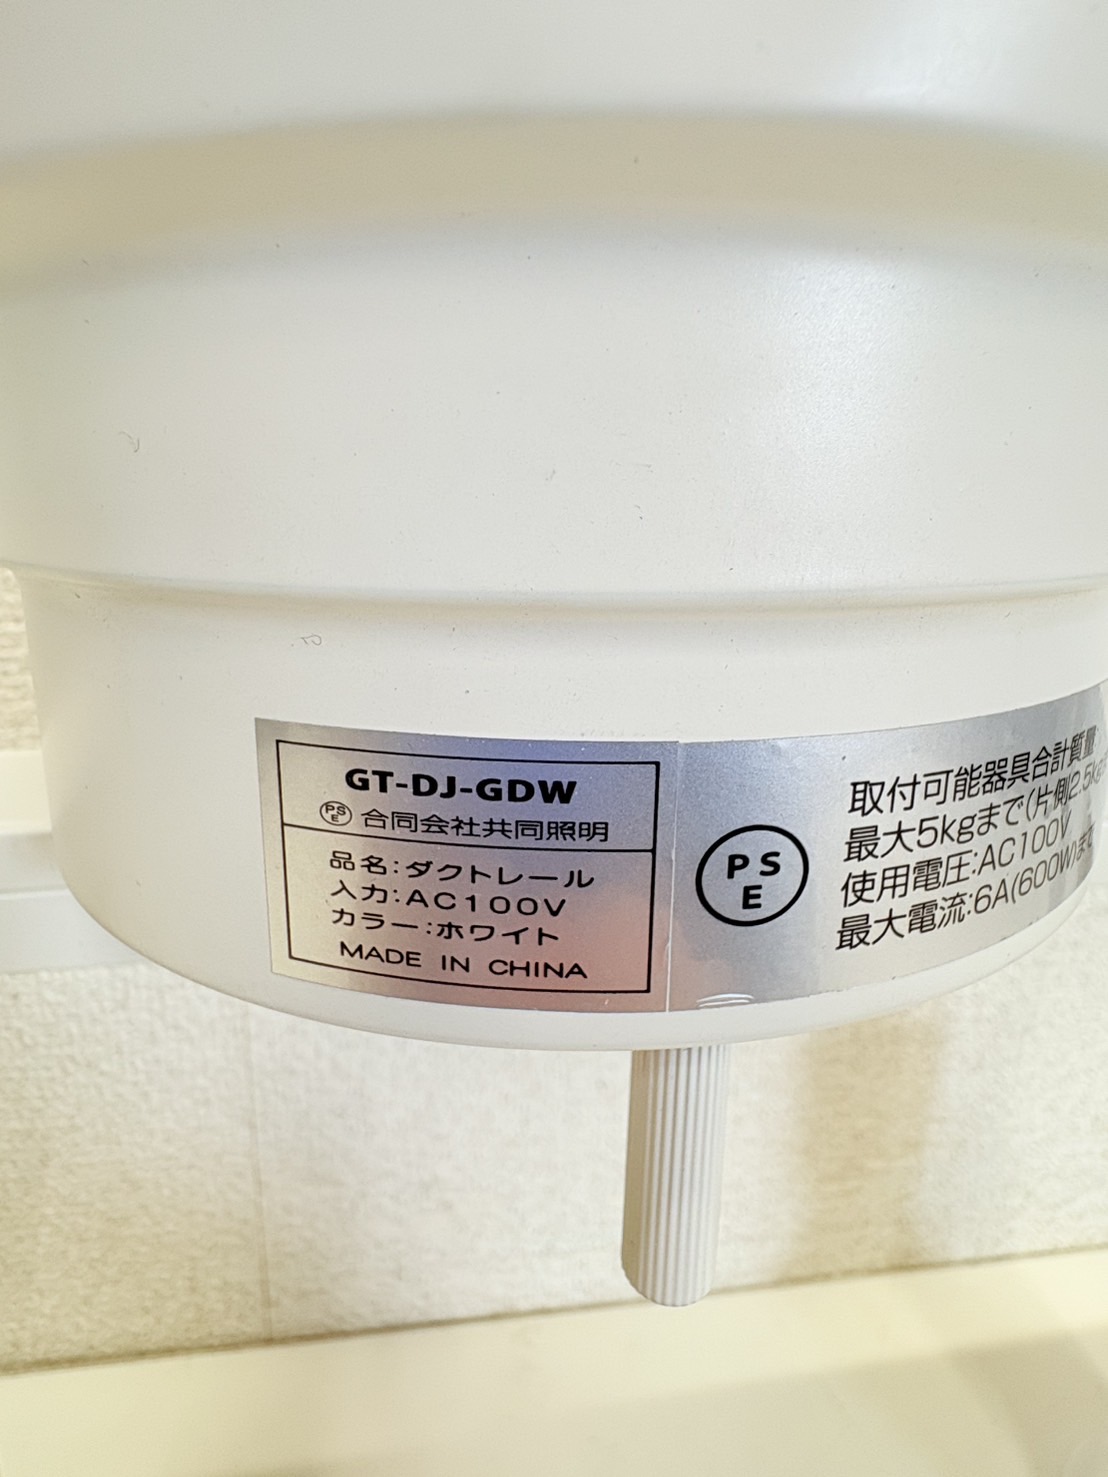 GT-DJ-GDW
PSE 合同会社共同照明
品名:ダクトレール
入力:AC100V
カラー:ホワイト
MADE IN CHINA
PSE
取付可能器具合計質量
最大5kgまで(片側2.5kg
使用電圧:AC100V
最大電流:6A(600W)まで